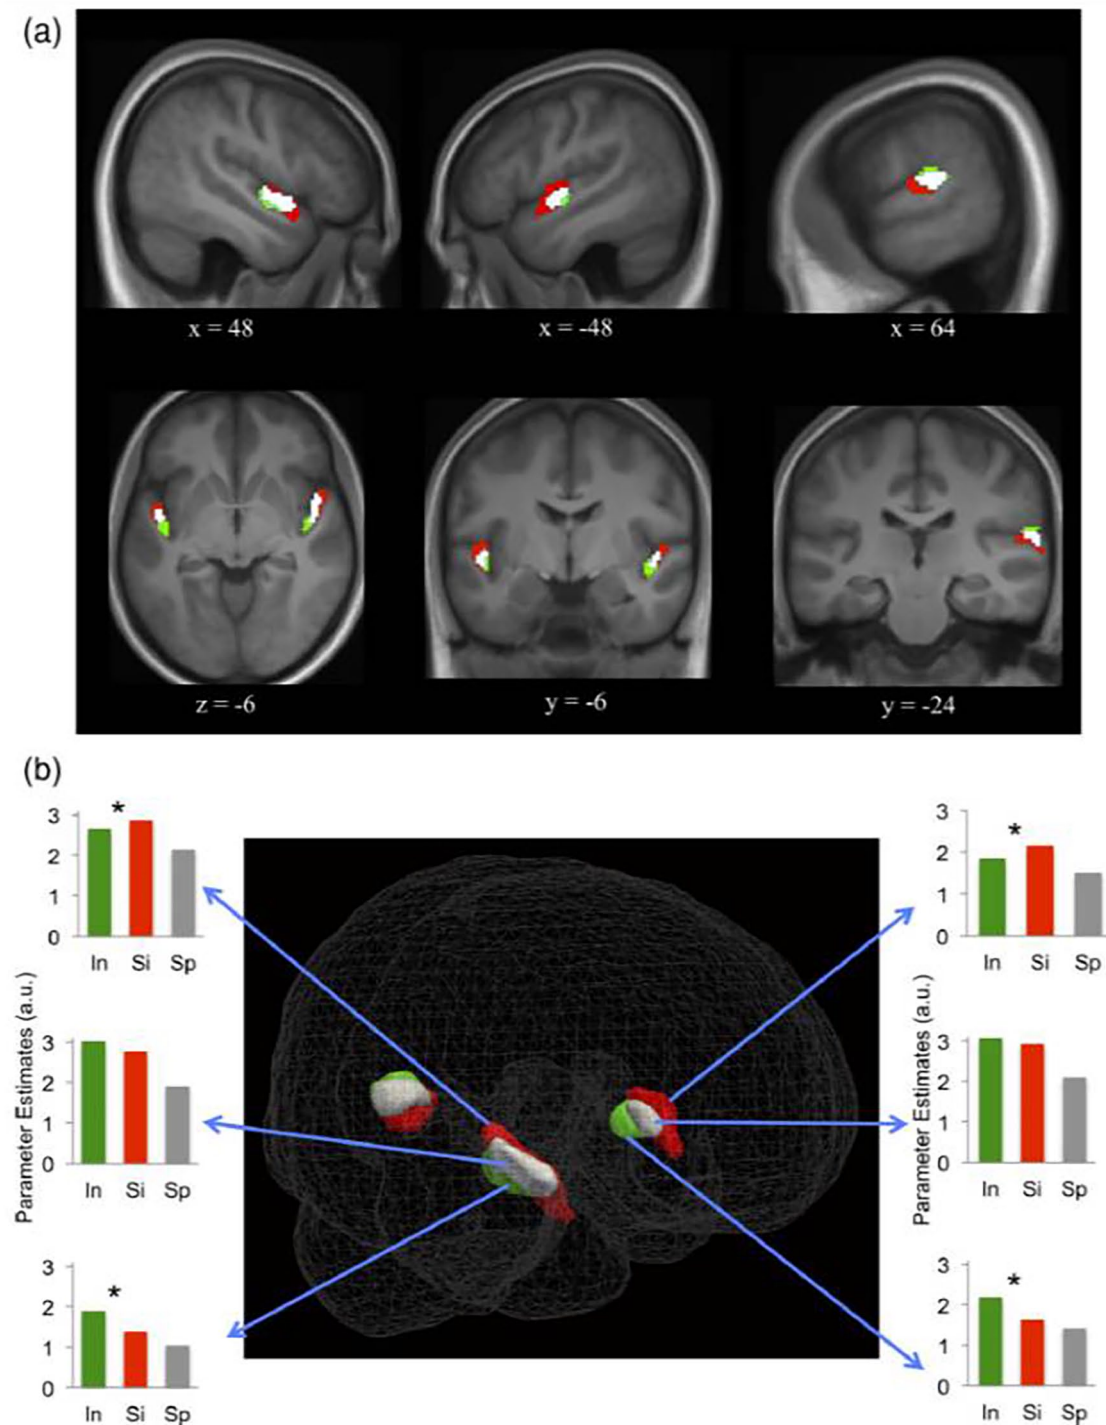 (a)
x = 48
x = -48
x = 64
z = -6
y = -6
y = -24
(b)
3
2
1
0
*
In Si Sp
3
2
1
0
*
In Si Sp
Parameter Estimates (a.u.)
3
2
1
0
In Si Sp
Parameter Estimates (a.u.)
3
2
1
0
In Si Sp
3
2
1
0
*
In Si Sp
3
2
1
0
*
In Si Sp